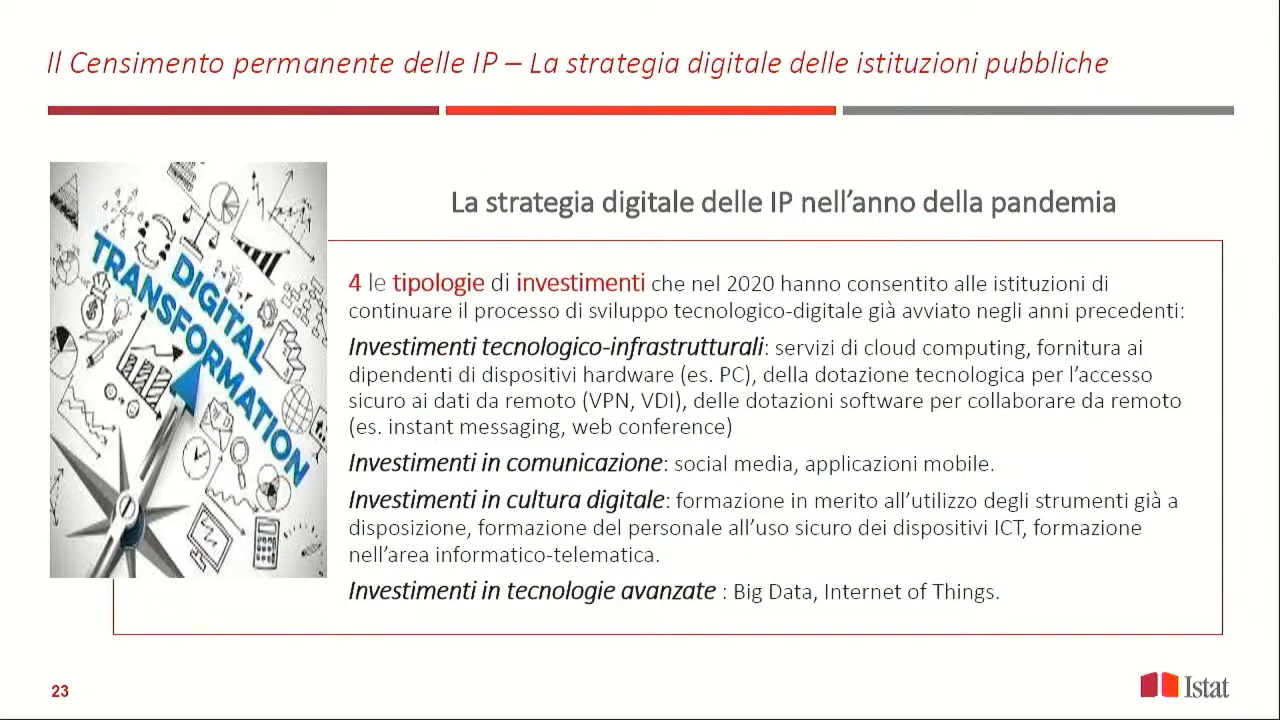 Il Censimento permanente delle IP – La strategia digitale delle istituzioni pubbliche
DIGITAL
TRANSFORMATION
La strategia digitale delle IP nell'anno della pandemia
4 le tipologie di investimenti che nel 2020 hanno consentito alle istituzioni di
continuare il processo di sviluppo tecnologico-digitale già avviato negli anni precedenti:
Investimenti tecnologico-infrastrutturali: servizi di cloud computing, fornitura ai
dipendenti di dispositivi hardware (es. PC), della dotazione tecnologica per l'accesso
sicuro ai dati da remoto (VPN, VDI), delle dotazioni software per collaborare da remoto
(es. instant messaging, web conference)
Investimenti in comunicazione: social media, applicazioni mobile.
Investimenti in cultura digitale: formazione in merito all'utilizzo degli strumenti già a
disposizione, formazione del personale all'uso sicuro dei dispositivi ICT, formazione
nell'area informatico-telematica.
Investimenti in tecnologie avanzate : Big Data, Internet of Things.
23
Istat